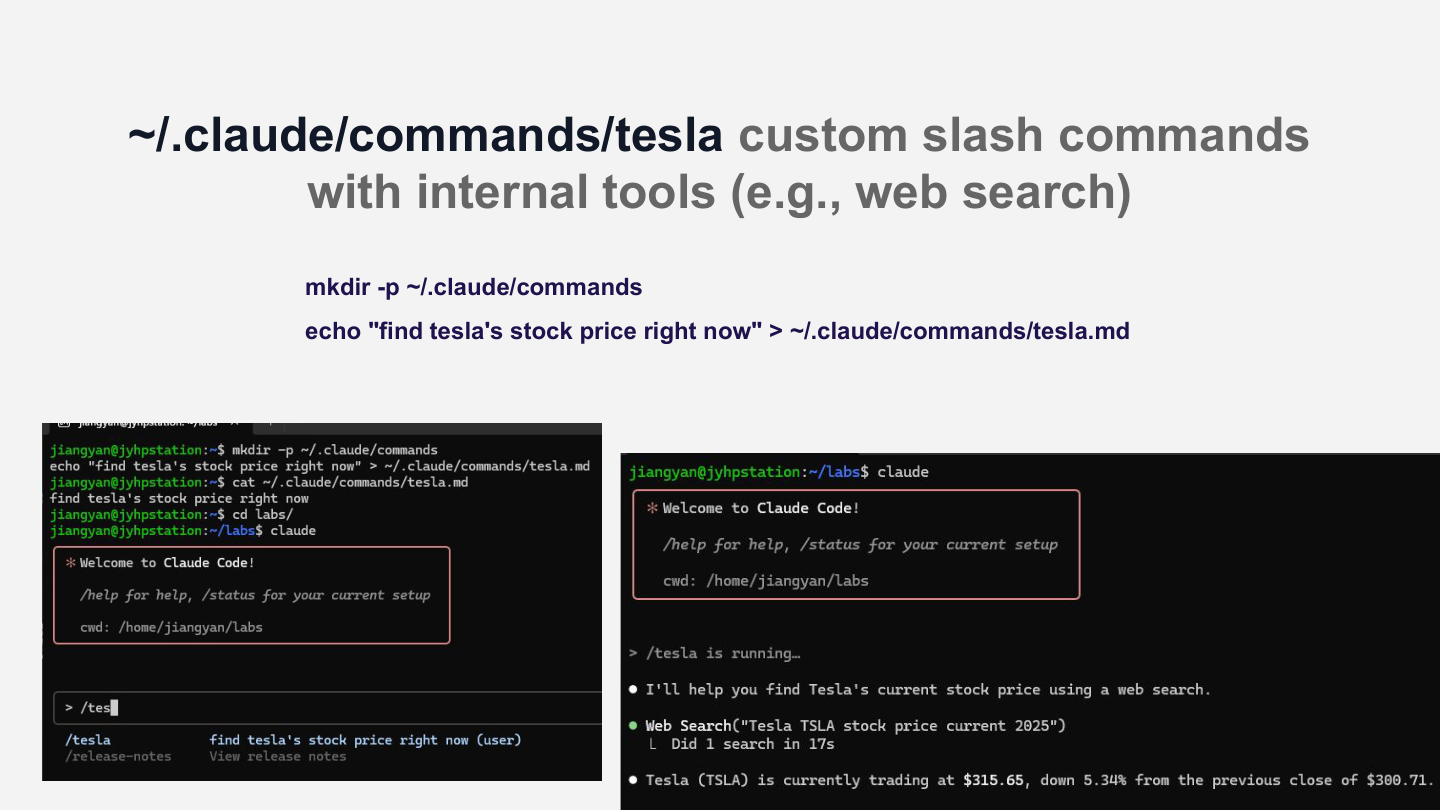 ~/.claude/commands/tesla custom slash commands
with internal tools (e.g., web search)
mkdir -p ~/.claude/commands
echo "find tesla's stock price right now" > ~/.claude/commands/tesla.md
jiangyan@jyhpstation: ~/labs
jiangyan@jyhpstation:~$ mkdir -p ~/.claude/commands
echo "find tesla's stock price right now" > ~/.claude/commands/tesla.md
jiangyan@jyhpstation:~$ cat ~/.claude/commands/tesla.md
find tesla's stock price right now
jiangyan@jyhpstation:~$ cd labs/
jiangyan@jyhpstation:~/labs$ claude
✻ Welcome to Claude Code!
/help for help, /status for your current setup
cwd: /home/jiangyan/labs
> /tes
/tesla find tesla's stock price right now (user)
/release-notes View release notes
jiangyan@jyhpstation:~/labs$ claude
✻ Welcome to Claude Code!
/help for help, /status for your current setup
cwd: /home/jiangyan/labs
> /tesla is running…
● I'll help you find Tesla's current stock price using a web search.
● Web Search("Tesla TSLA stock price current 2025")
└ Did 1 search in 17s
● Tesla (TSLA) is currently trading at $315.65, down 5.34% from the previous close of $300.71.